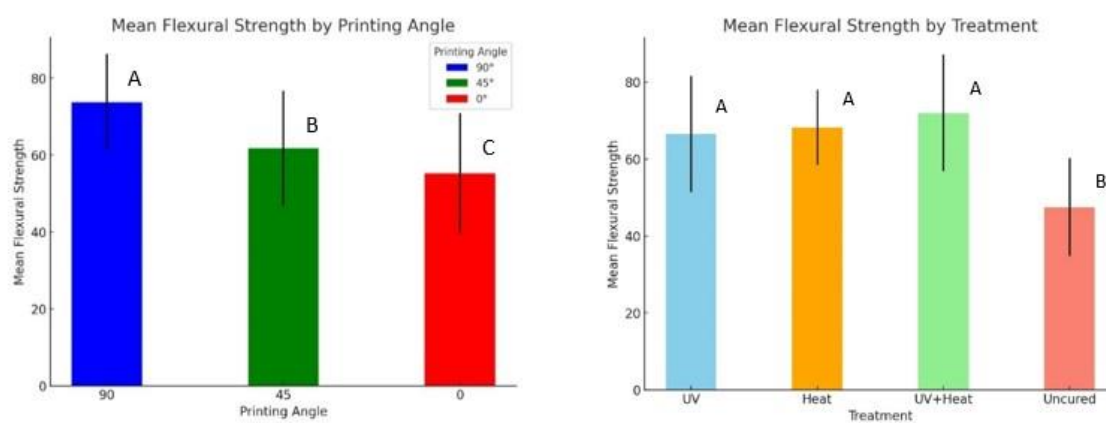 Mean Flexural Strength by Printing Angle
Printing Angle
90°
45°
0°
A
B
C
80
60
40
20
0
Mean Flexural Strength
90
45
0
Printing Angle
Mean Flexural Strength by Treatment
A
A
A
B
80
60
40
20
0
Mean Flexural Strength
UV
Heat
UV+Heat
Uncured
Treatment